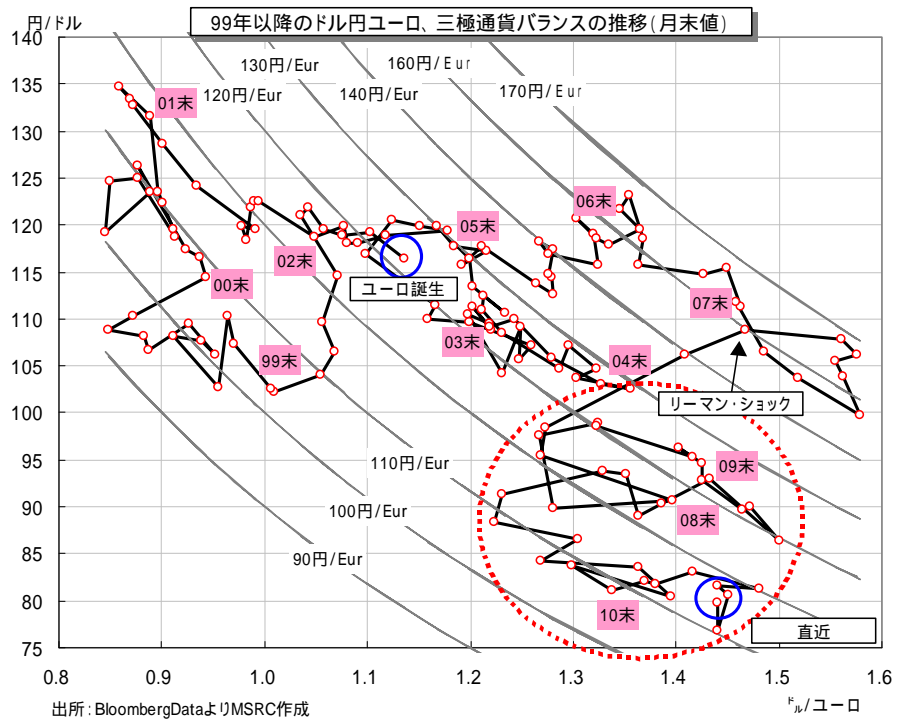 99年以降のドル円ユーロ、三極通貨バランスの推移(月末値)
円/ドル
140
135
130
125
120
115
110
105
100
95
90
85
80
75
0.8
0.9
1.0
1.1
1.2
1.3
1.4
1.5
1.6
ドル/ユーロ
130円/Eur
160円/Eur
120円/Eur
140円/Eur
170円/Eur
01末
06末
05末
02末
00末
ユーロ誕生
07末
03末
99末
04末
リーマン・ショック
110円/Eur
09末
100円/Eur
08末
90円/Eur
10末
直近
出所:BloombergDataよりMSRC作成